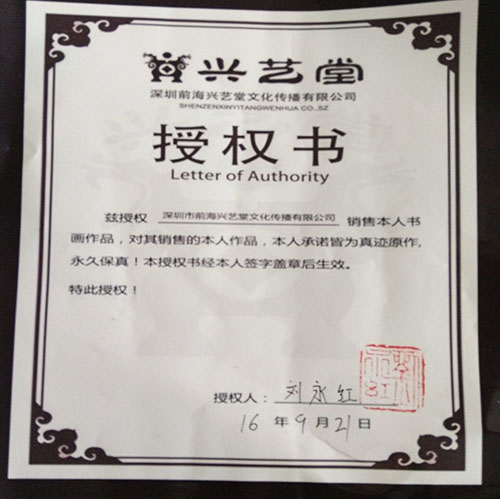 兴艺堂
深圳前海兴艺堂文化传播有限公司
SHENZENXINYITANGWENHUA CO.,SZ
授权书
Letter of Authority
兹授权 深圳市前海兴艺堂文化传播有限公司 销售本人书
画作品，对其销售的本人作品，本人承诺皆为真迹原作，
永久保真！本授权书经本人签字盖章后生效。
特此授权！
授权人：刘永红
16 年 9 月 21 日